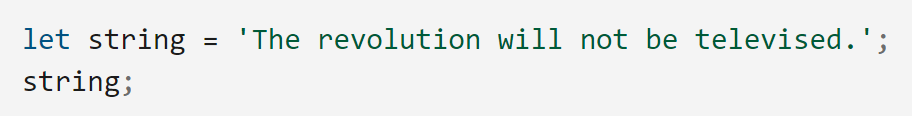 let string = 'The revolution will not be televised.';
string;